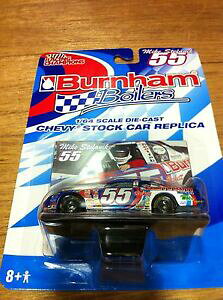 CHAMPIONS
Mike Stefanik
55
Burnham
Boilers
1/64 SCALE DIE-CAST
CHEVY STOCK CAR REPLICA
Mike Stefanik
55
55
8+